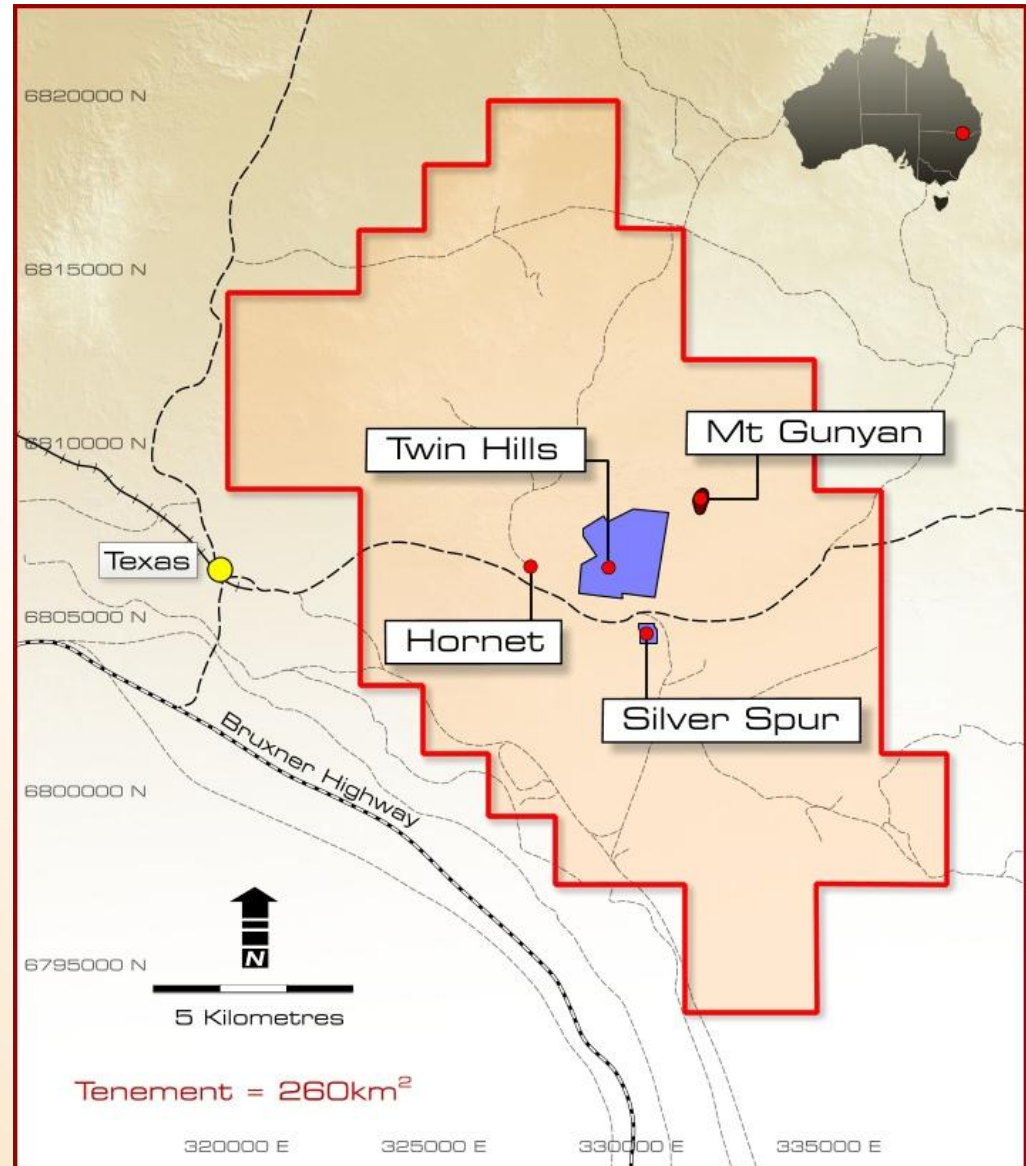 6820000 N
6815000 N
6810000 N
Mt Gunyan
Twin Hills
Texas
6805000 N
Hornet
Silver Spur
Bruxner Highway
6800000 N
N
6795000 N
5 Kilometres
Tenement = 260km²
320000 E
325000 E
330000 E
335000 E